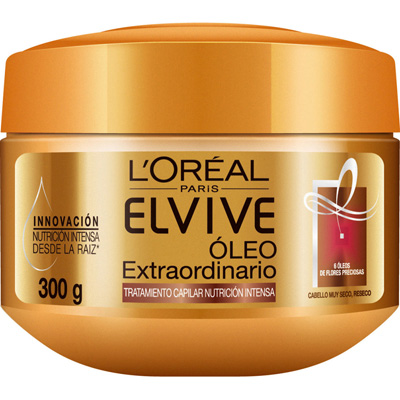 L'ORÉAL
PARIS
ELVIVE
ÓLEO
Extraordinario
TRATAMIENTO CAPILAR NUTRICIÓN INTENSA
INNOVACIÓN
NUTRICIÓN INTENSA
DESDE LA RAIZ*
300 g
6 ÓLEOS
DE FLORES PRECIOSAS
CABELLO MUY SECO, RESECO